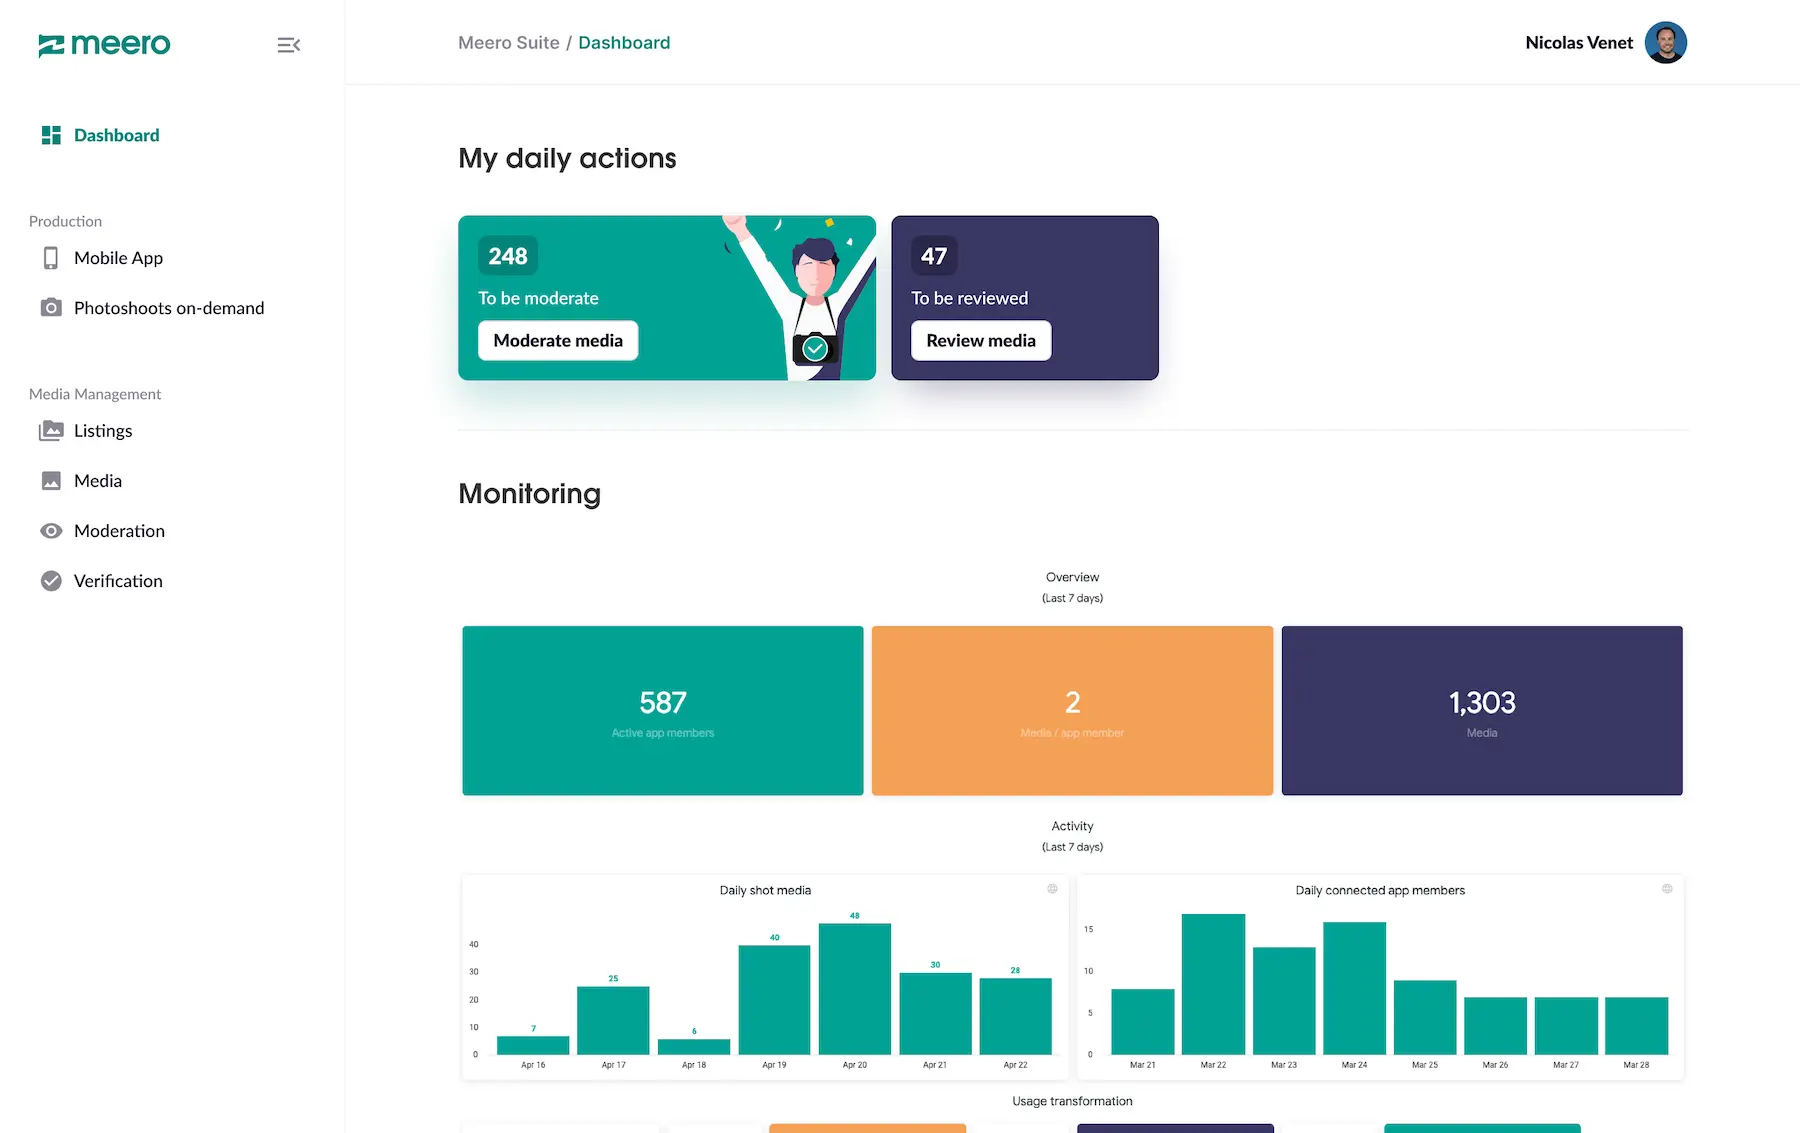 meero
Meero Suite / Dashboard
Nicolas Venet
Dashboard
Production
Mobile App
Photoshoots on-demand
Media Management
Listings
Media
Moderation
Verification
My daily actions
248
To be moderate
Moderate media
47
To be reviewed
Review media
Monitoring
Overview
(Last 7 days)
587
Active app members
2
Media / app member
1,303
Media
Activity
(Last 7 days)
Daily shot media
48
40
40
30
30
28
25
20
10
7
6
0
Apr 16 Apr 17 Apr 18 Apr 19 Apr 20 Apr 21 Apr 22
Daily connected app members
15
10
5
0
Mar 21 Mar 22 Mar 23 Mar 24 Mar 25 Mar 26 Mar 27 Mar 28
Usage transformation